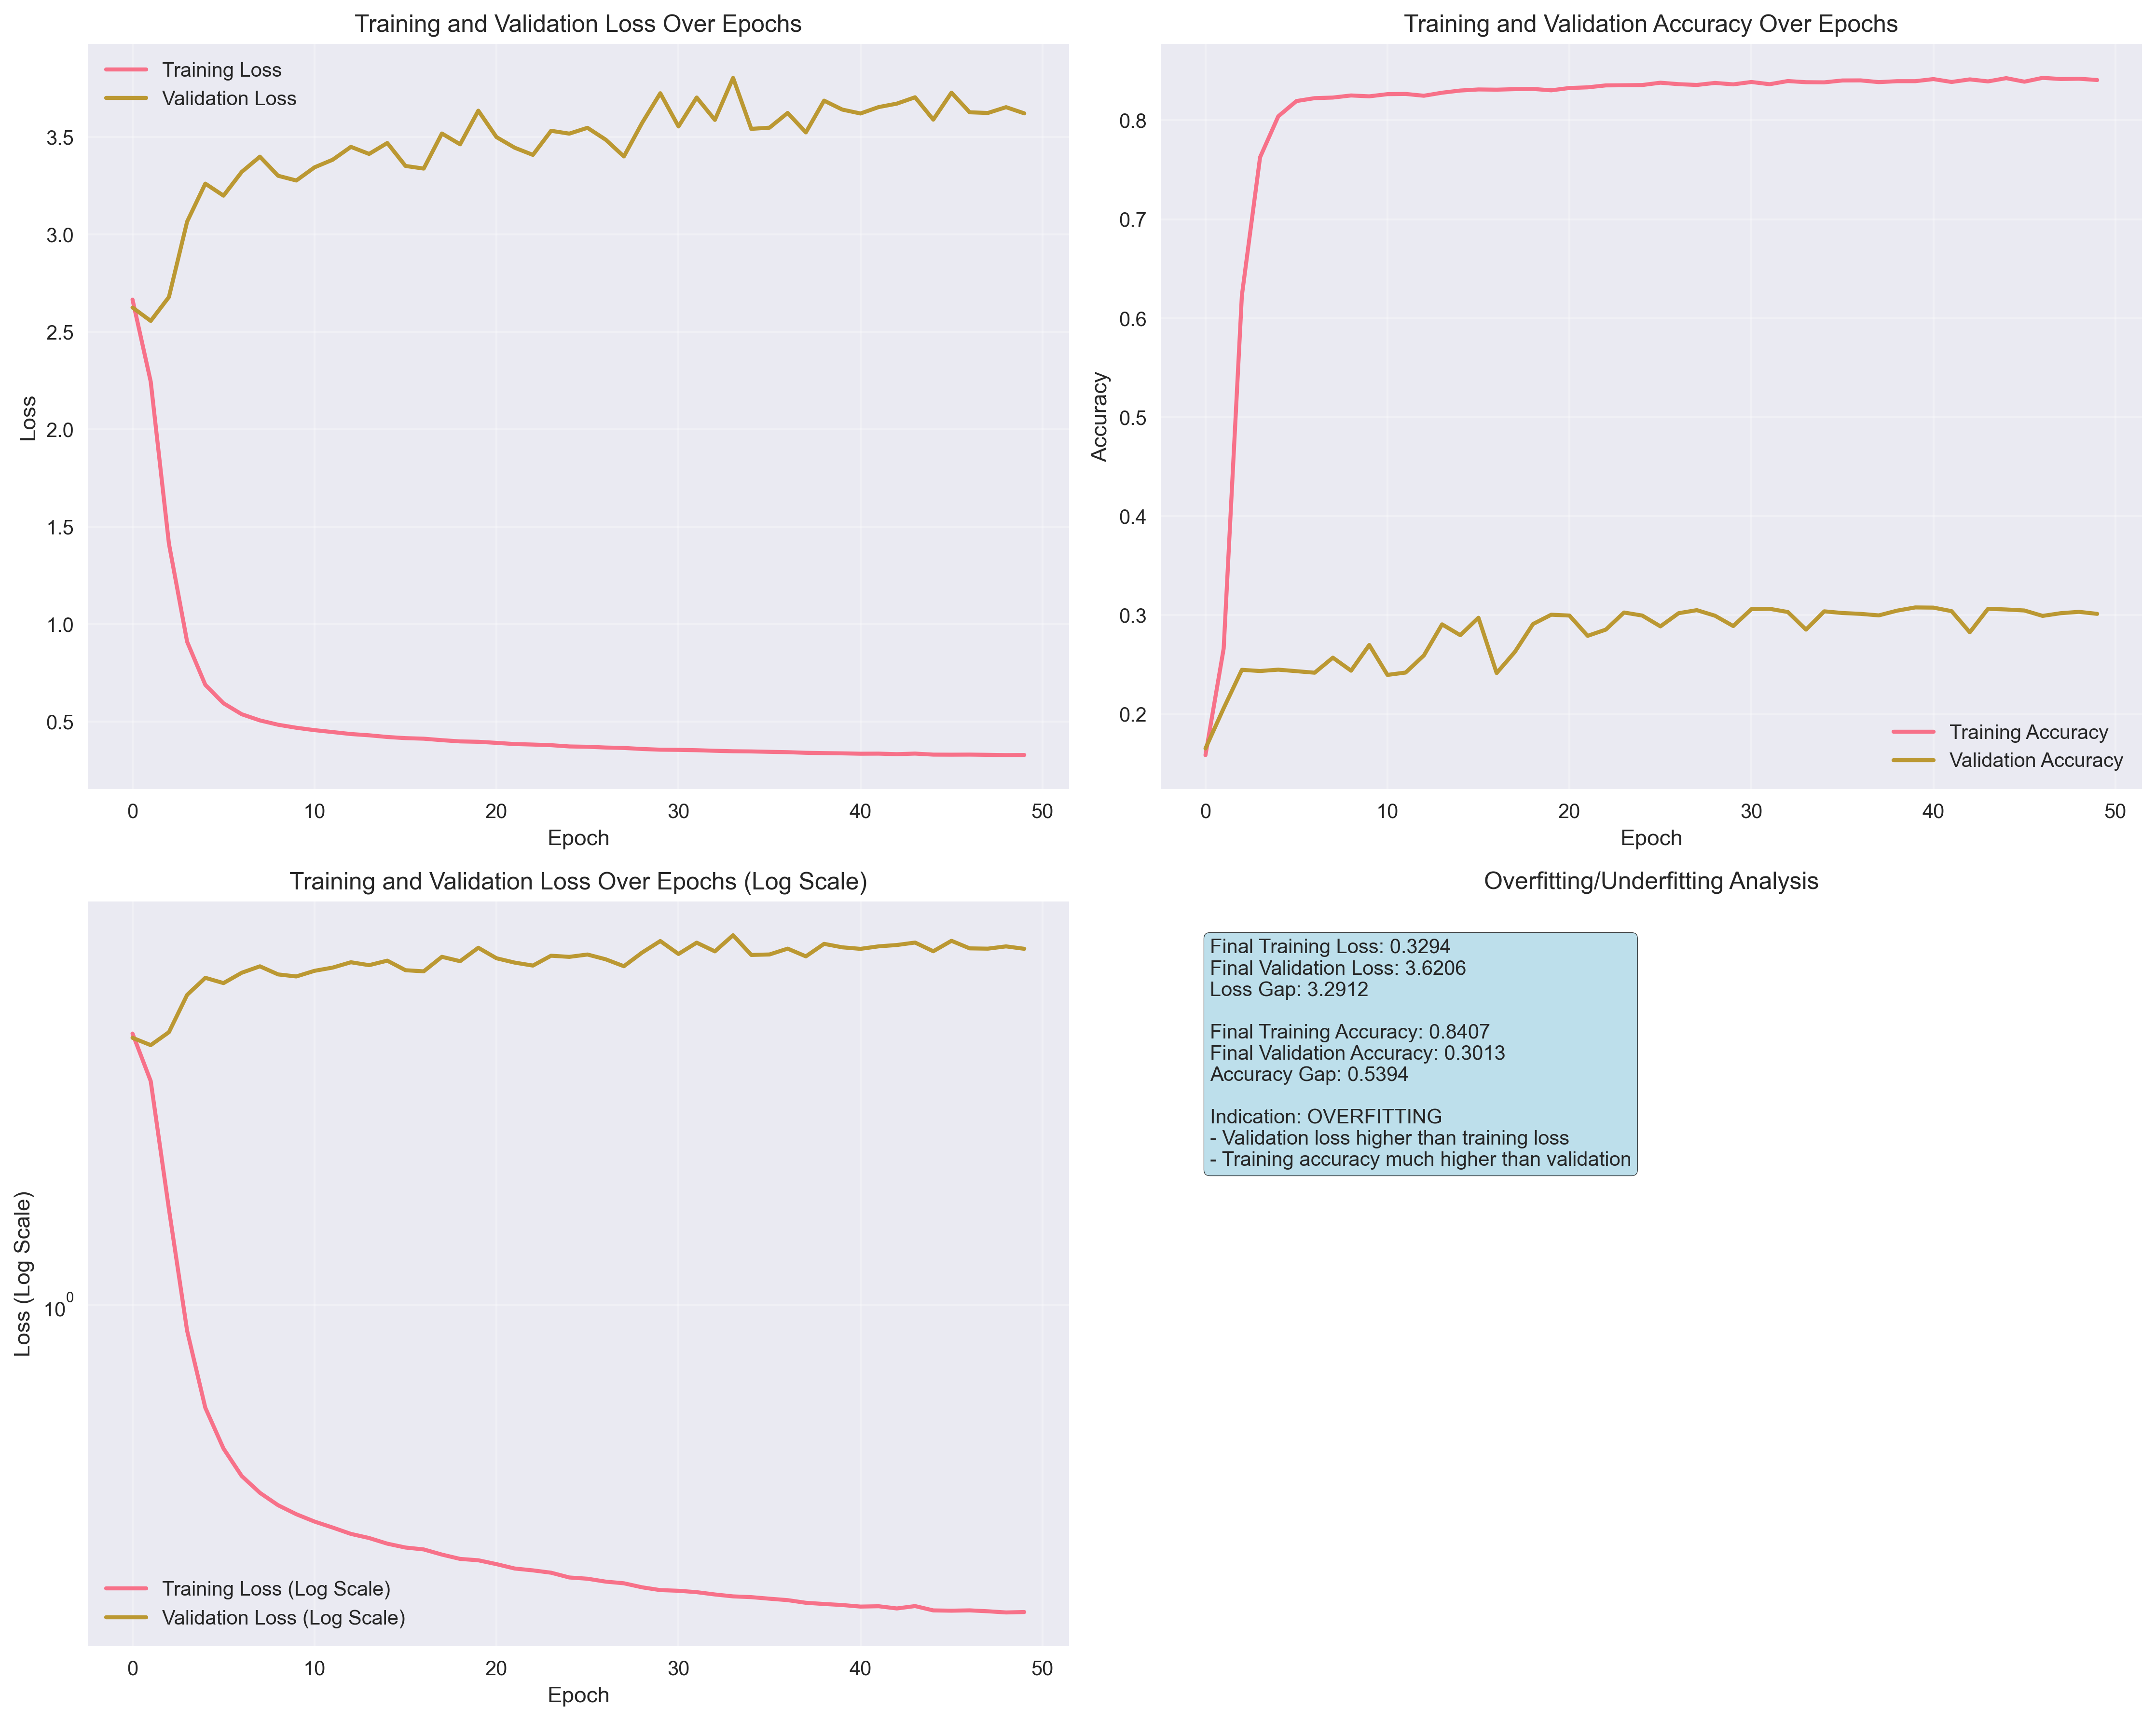 Training and Validation Loss Over Epochs
Training Loss
Validation Loss
3.5
3.0
2.5
2.0
1.5
1.0
0.5
Loss
0
10
20
30
40
50
Epoch
Training and Validation Accuracy Over Epochs
0.8
0.7
0.6
0.5
0.4
0.3
0.2
Accuracy
Training Accuracy
Validation Accuracy
0
10
20
30
40
50
Epoch
Training and Validation Loss Over Epochs (Log Scale)
Loss (Log Scale)
10⁰
Training Loss (Log Scale)
Validation Loss (Log Scale)
0
10
20
30
40
50
Epoch
Overfitting/Underfitting Analysis
Final Training Loss: 0.3294
Final Validation Loss: 3.6206
Loss Gap: 3.2912
Final Training Accuracy: 0.8407
Final Validation Accuracy: 0.3013
Accuracy Gap: 0.5394
Indication: OVERFITTING
- Validation loss higher than training loss
- Training accuracy much higher than validation